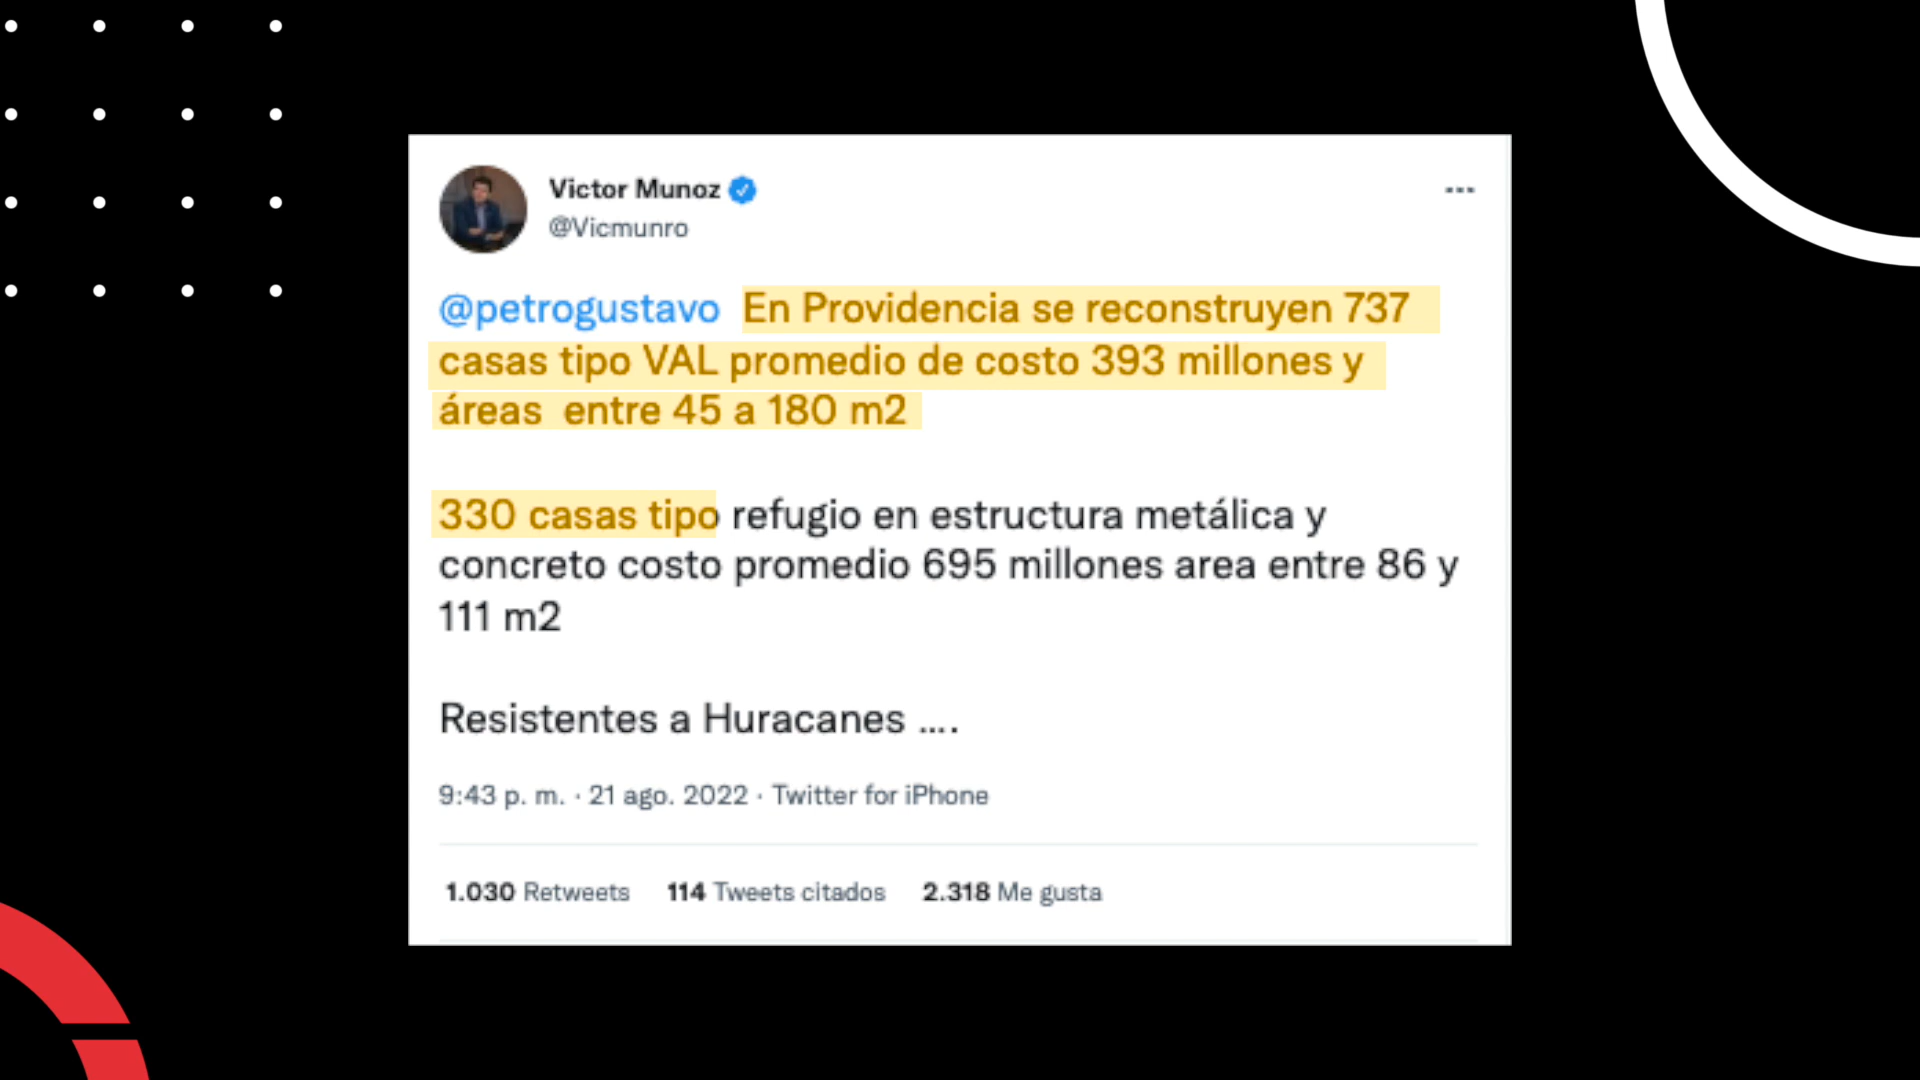 Victor Munoz
@Vicmunro
@petrogustavo En Providencia se reconstruyen 737
casas tipo VAL promedio de costo 393 millones y
áreas entre 45 a 180 m2
330 casas tipo refugio en estructura metálica y
concreto costo promedio 695 millones area entre 86 y
111 m2
Resistentes a Huracanes ....
9:43 p. m. · 21 ago. 2022 · Twitter for iPhone
1.030 Retweets 114 Tweets citados 2.318 Me gusta